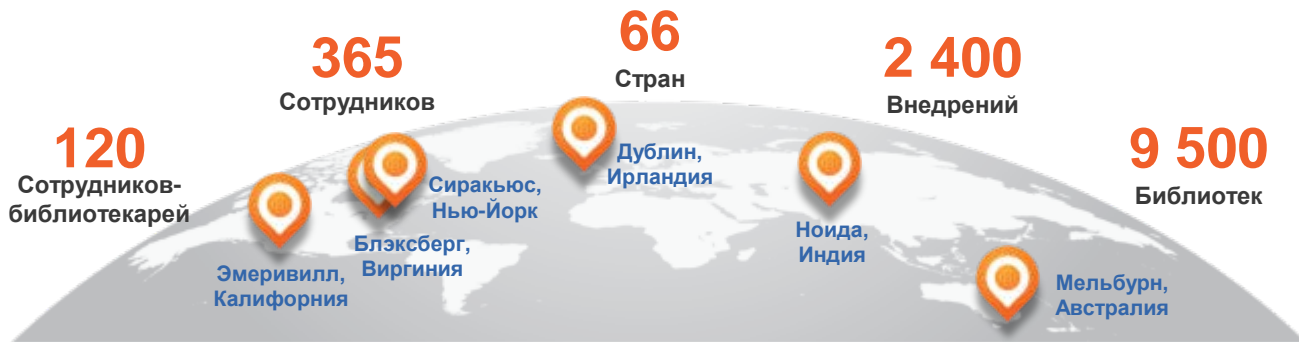 120
Сотрудников-
библиотекарей
365
Сотрудников
66
Стран
2 400
Внедрений
9 500
Библиотек
Эмеривилл,
Калифорния
Блэксберг,
Виргиния
Сиракьюс,
Нью-Йорк
Дублин,
Ирландия
Ноида,
Индия
Мельбурн,
Австралия